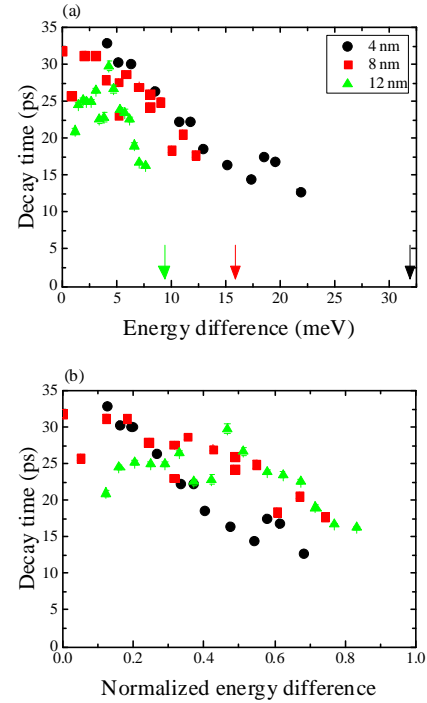 (a)
35
30
25
20
15
10
5
0
Decay time (ps)
4 nm
8 nm
12 nm
0 5 10 15 20 25 30
Energy difference (meV)
(b)
35
30
25
20
15
10
5
0
Decay time (ps)
0.0 0.2 0.4 0.6 0.8 1.0
Normalized energy difference